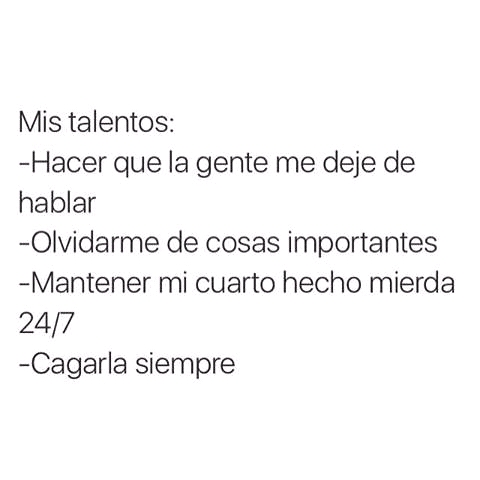 Mis talentos:
-Hacer que la gente me deje de
hablar
-Olvidarme de cosas importantes
-Mantener mi cuarto hecho mierda
24/7
-Cagarla siempre